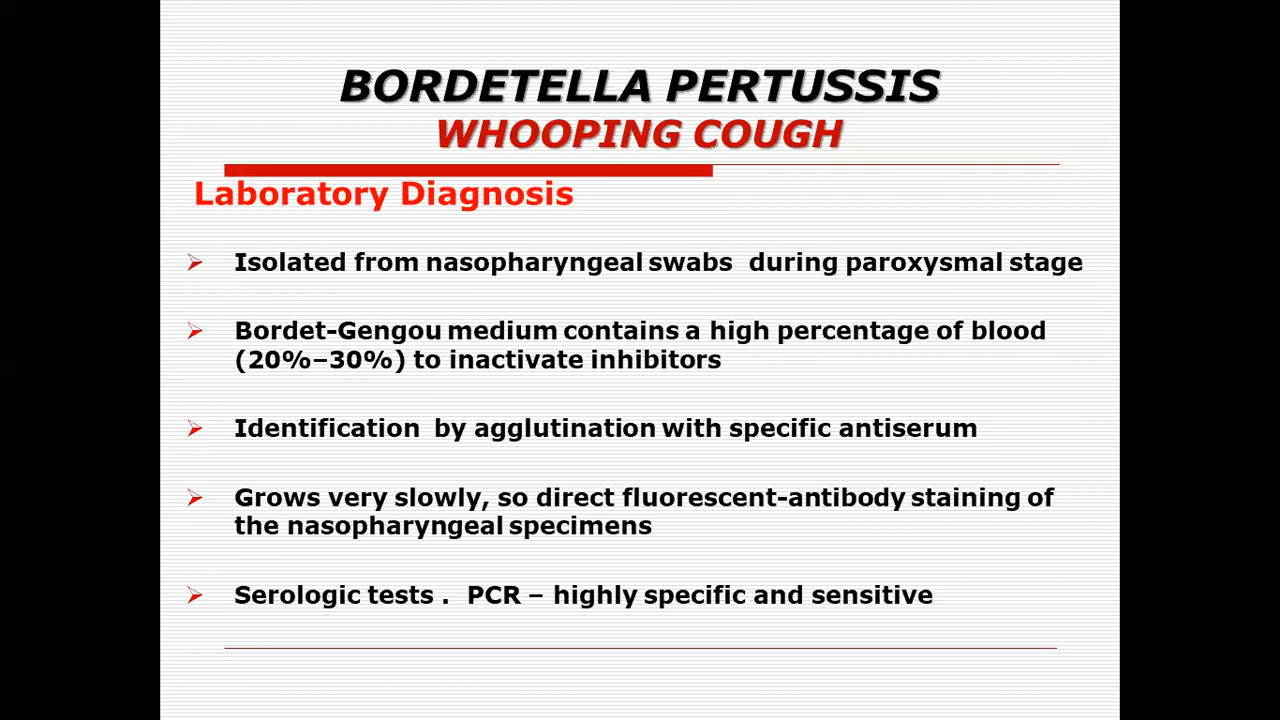 BORDETELLA PERTUSSIS
WHOOPING COUGH
Laboratory Diagnosis
Isolated from nasopharyngeal swabs during paroxysmal stage
Bordet-Gengou medium contains a high percentage of blood
(20%–30%) to inactivate inhibitors
Identification by agglutination with specific antiserum
Grows very slowly, so direct fluorescent-antibody staining of
the nasopharyngeal specimens
Serologic tests . PCR – highly specific and sensitive